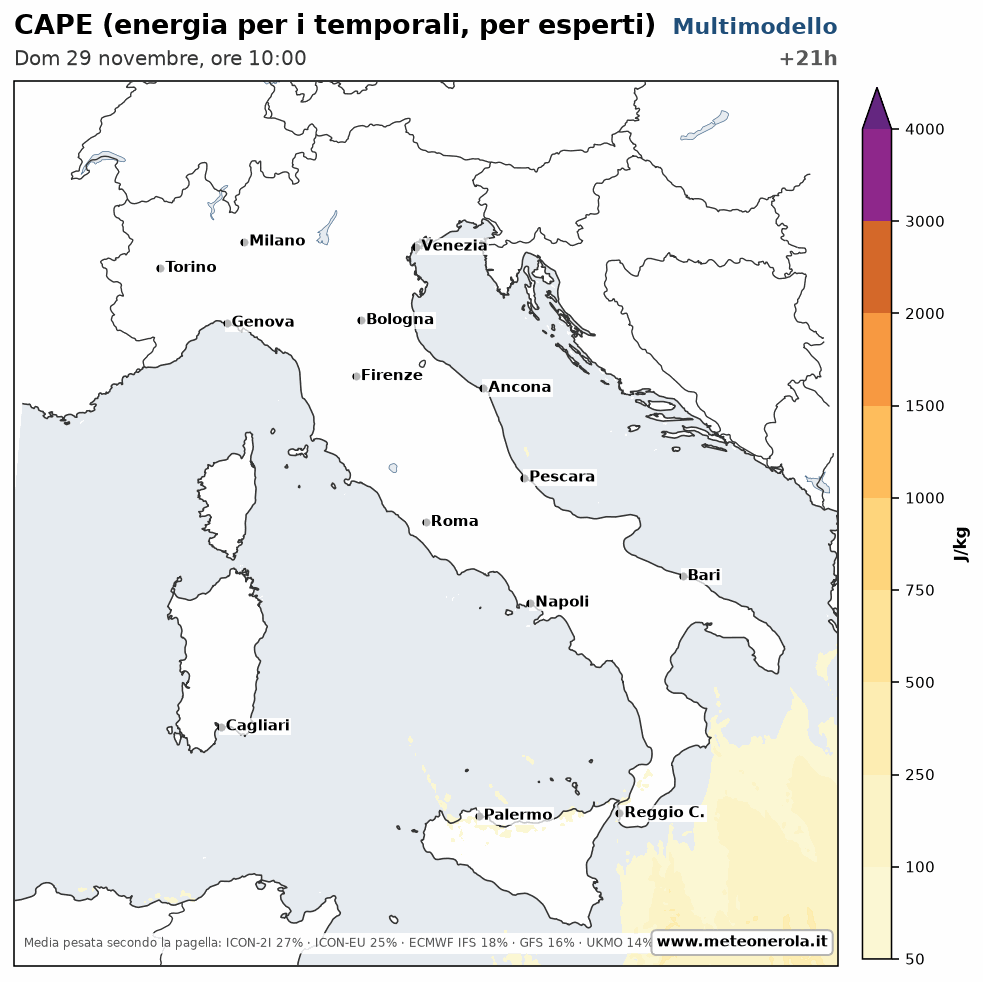 CAPE (energia per i temporali, per esperti) Multimodello
Dom 29 novembre, ore 10:00 +21h
4000
3000
2000
1500
1000
750
500
250
100
50
J/kg
Milano
Venezia
Torino
Genova
Bologna
Firenze
Ancona
Pescara
Roma
Bari
Napoli
Cagliari
Palermo
Reggio C.
Media pesata secondo la pagella: ICON-2I 27% · ICON-EU 25% · ECMWF IFS 18% · GFS 16% · UKMO 14%
www.meteonerola.it